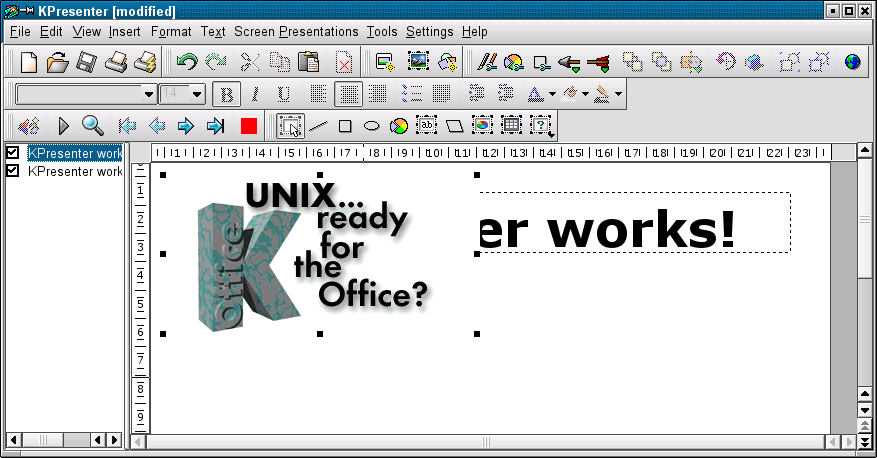 KPresenter [modified]
File Edit View Insert Format Text Screen Presentations Tools Settings Help
14
B I U
ab ?
KPresenter work
KPresenter work
1 2 3 4 5 6 7 8 9 10 11 12 13 14 15 16 17 18 19 20 21 22 23
1
2
3
4
5
6
7
8
9
UNIX...
ready
for
the
Office?
Office
er works!